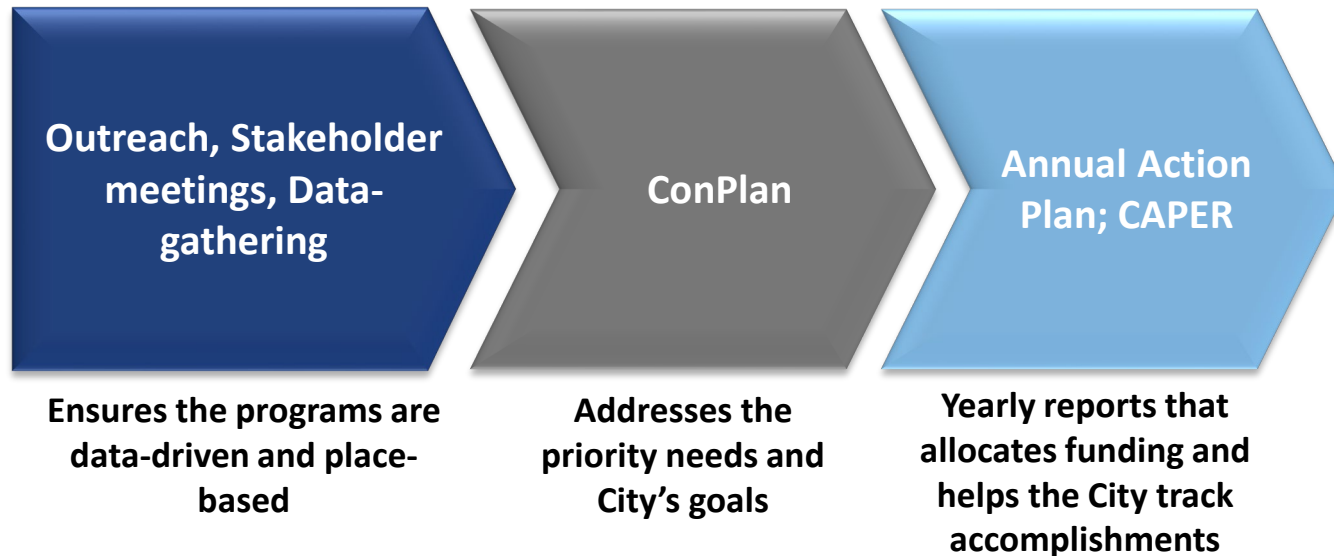 Outreach, Stakeholder
meetings, Data-
gathering
ConPlan
Annual Action
Plan; CAPER
Ensures the programs are
data-driven and place-
based
Addresses the
priority needs and
City’s goals
Yearly reports that
allocates funding and
helps the City track
accomplishments